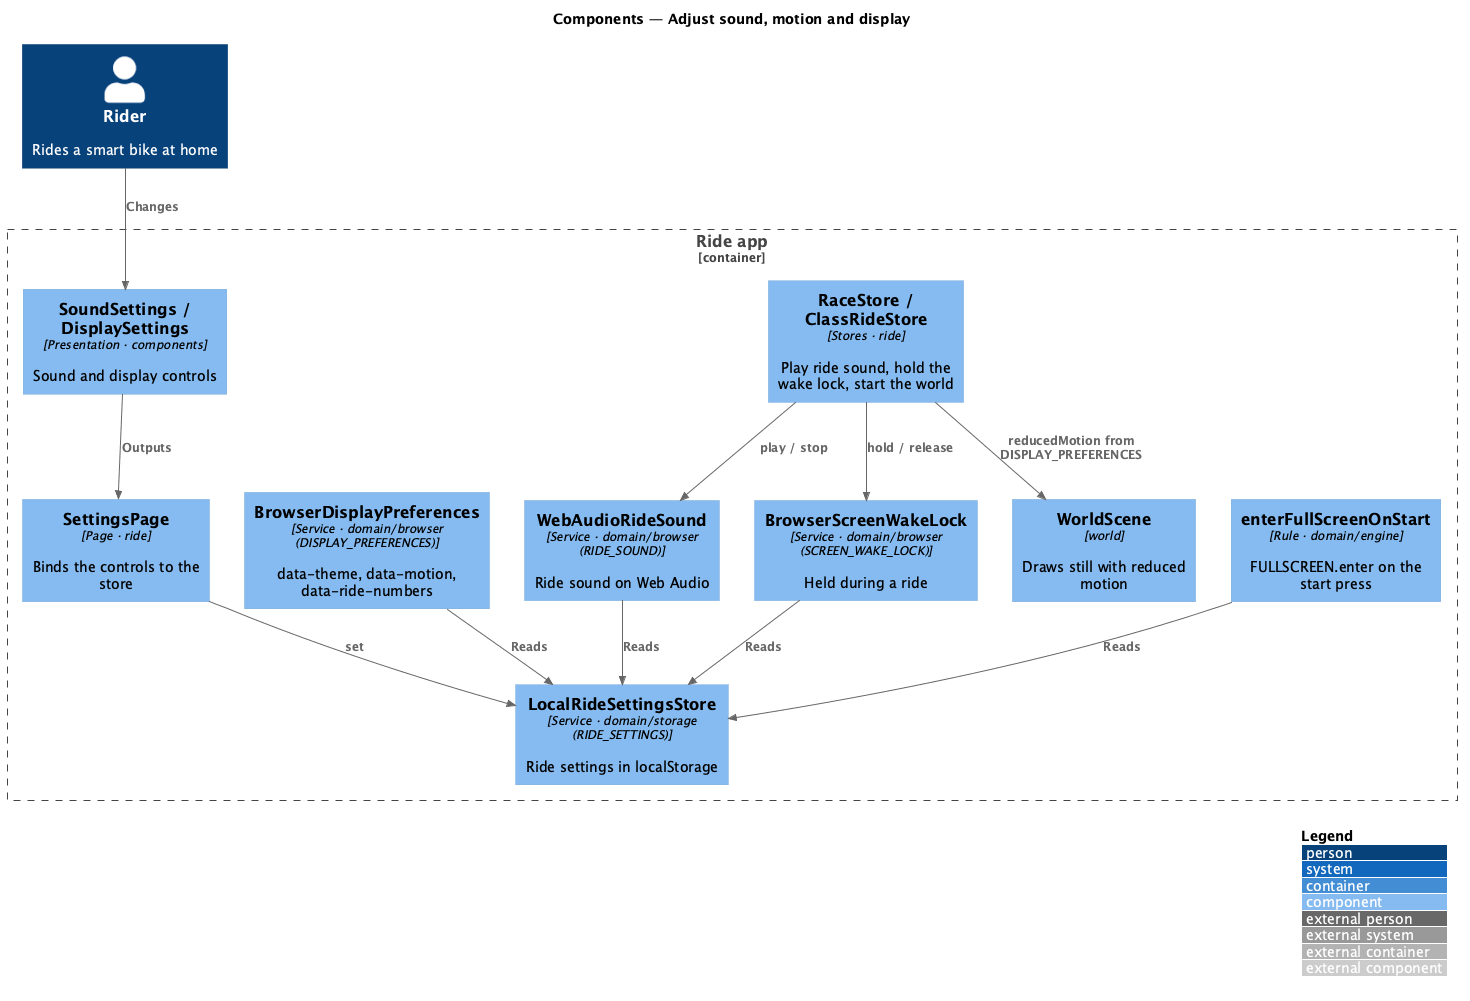 Components — Adjust sound, motion and display
Rider
Rides a smart bike at home
Changes
Ride app
[container]
SoundSettings /
DisplaySettings
[Presentation · components]
Sound and display controls
RaceStore /
ClassRideStore
[Stores · ride]
Play ride sound, hold the
wake lock, start the world
Outputs
play / stop
hold / release
reducedMotion from
DISPLAY_PREFERENCES
SettingsPage
[Page · ride]
Binds the controls to the
store
BrowserDisplayPreferences
[Service · domain/browser
(DISPLAY_PREFERENCES)]
data-theme, data-motion,
data-ride-numbers
WebAudioRideSound
[Service · domain/browser
(RIDE_SOUND)]
Ride sound on Web Audio
BrowserScreenWakeLock
[Service · domain/browser
(SCREEN_WAKE_LOCK)]
Held during a ride
WorldScene
[world]
Draws still with reduced
motion
enterFullScreenOnStart
[Rule · domain/engine]
FULLSCREEN.enter on the
start press
set
Reads
Reads
Reads
Reads
LocalRideSettingsStore
[Service · domain/storage
(RIDE_SETTINGS)]
Ride settings in localStorage
Legend
person
system
container
component
external person
external system
external container
external component